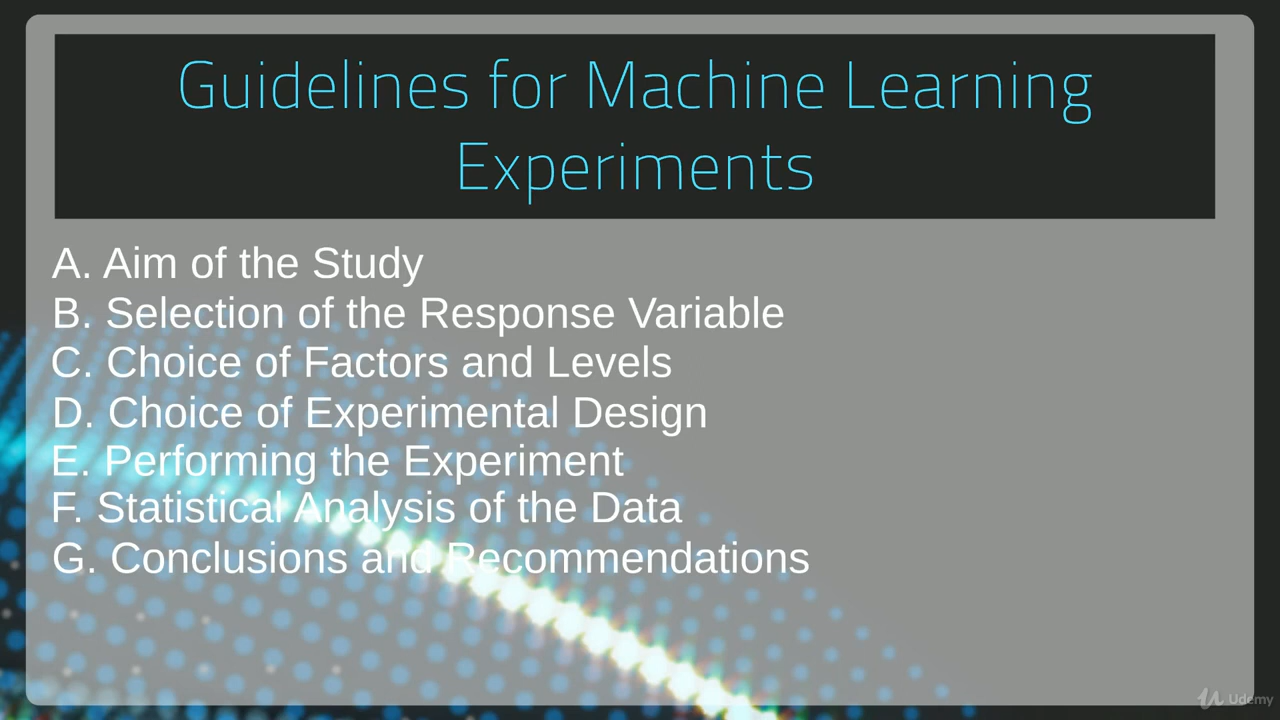 Guidelines for Machine Learning
Experiments
A. Aim of the Study
B. Selection of the Response Variable
C. Choice of Factors and Levels
D. Choice of Experimental Design
E. Performing the Experiment
F. Statistical Analysis of the Data
G. Conclusions and Recommendations
Udemy